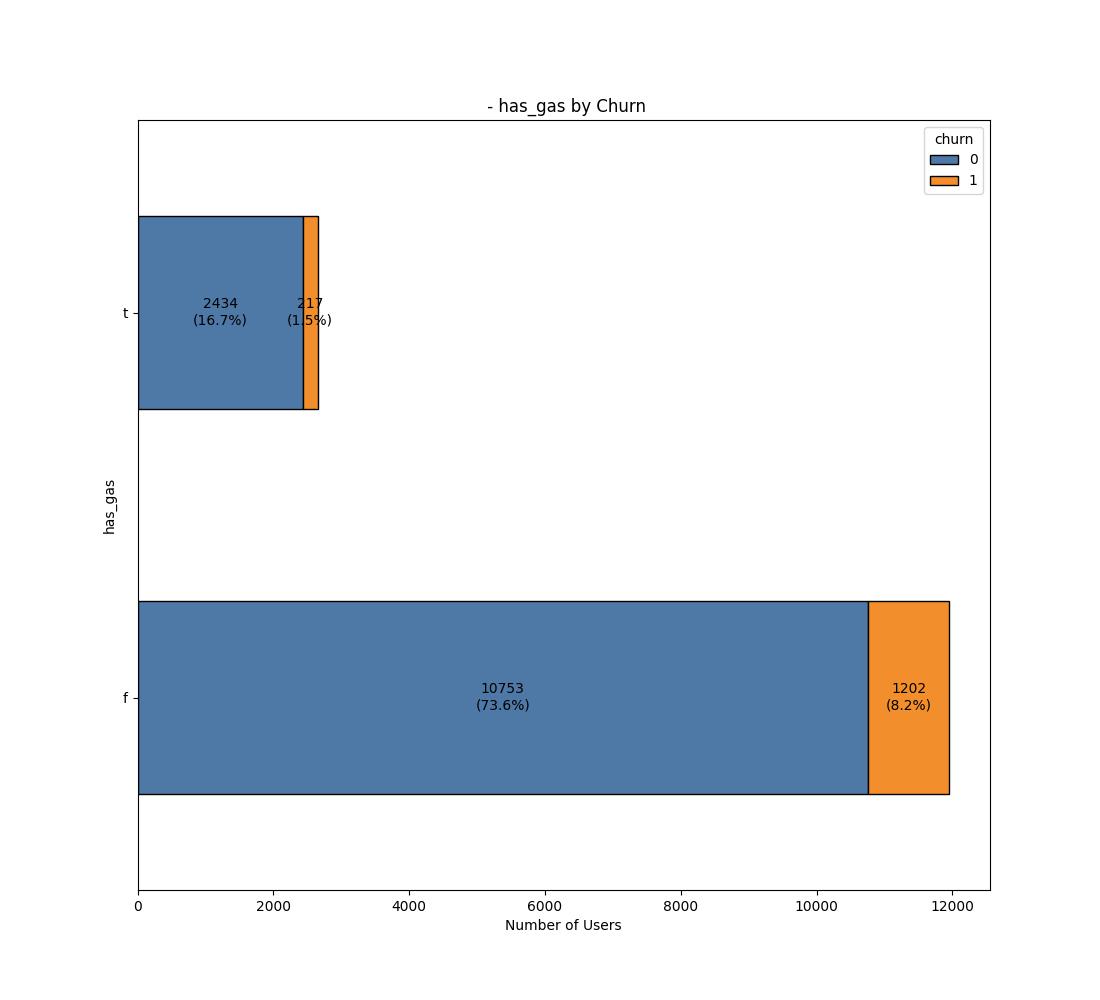 - has_gas by Churn
churn
0
1
t
2434
(16.7%)
217
(1.5%)
has_gas
f
10753
(73.6%)
1202
(8.2%)
0 2000 4000 6000 8000 10000 12000
Number of Users